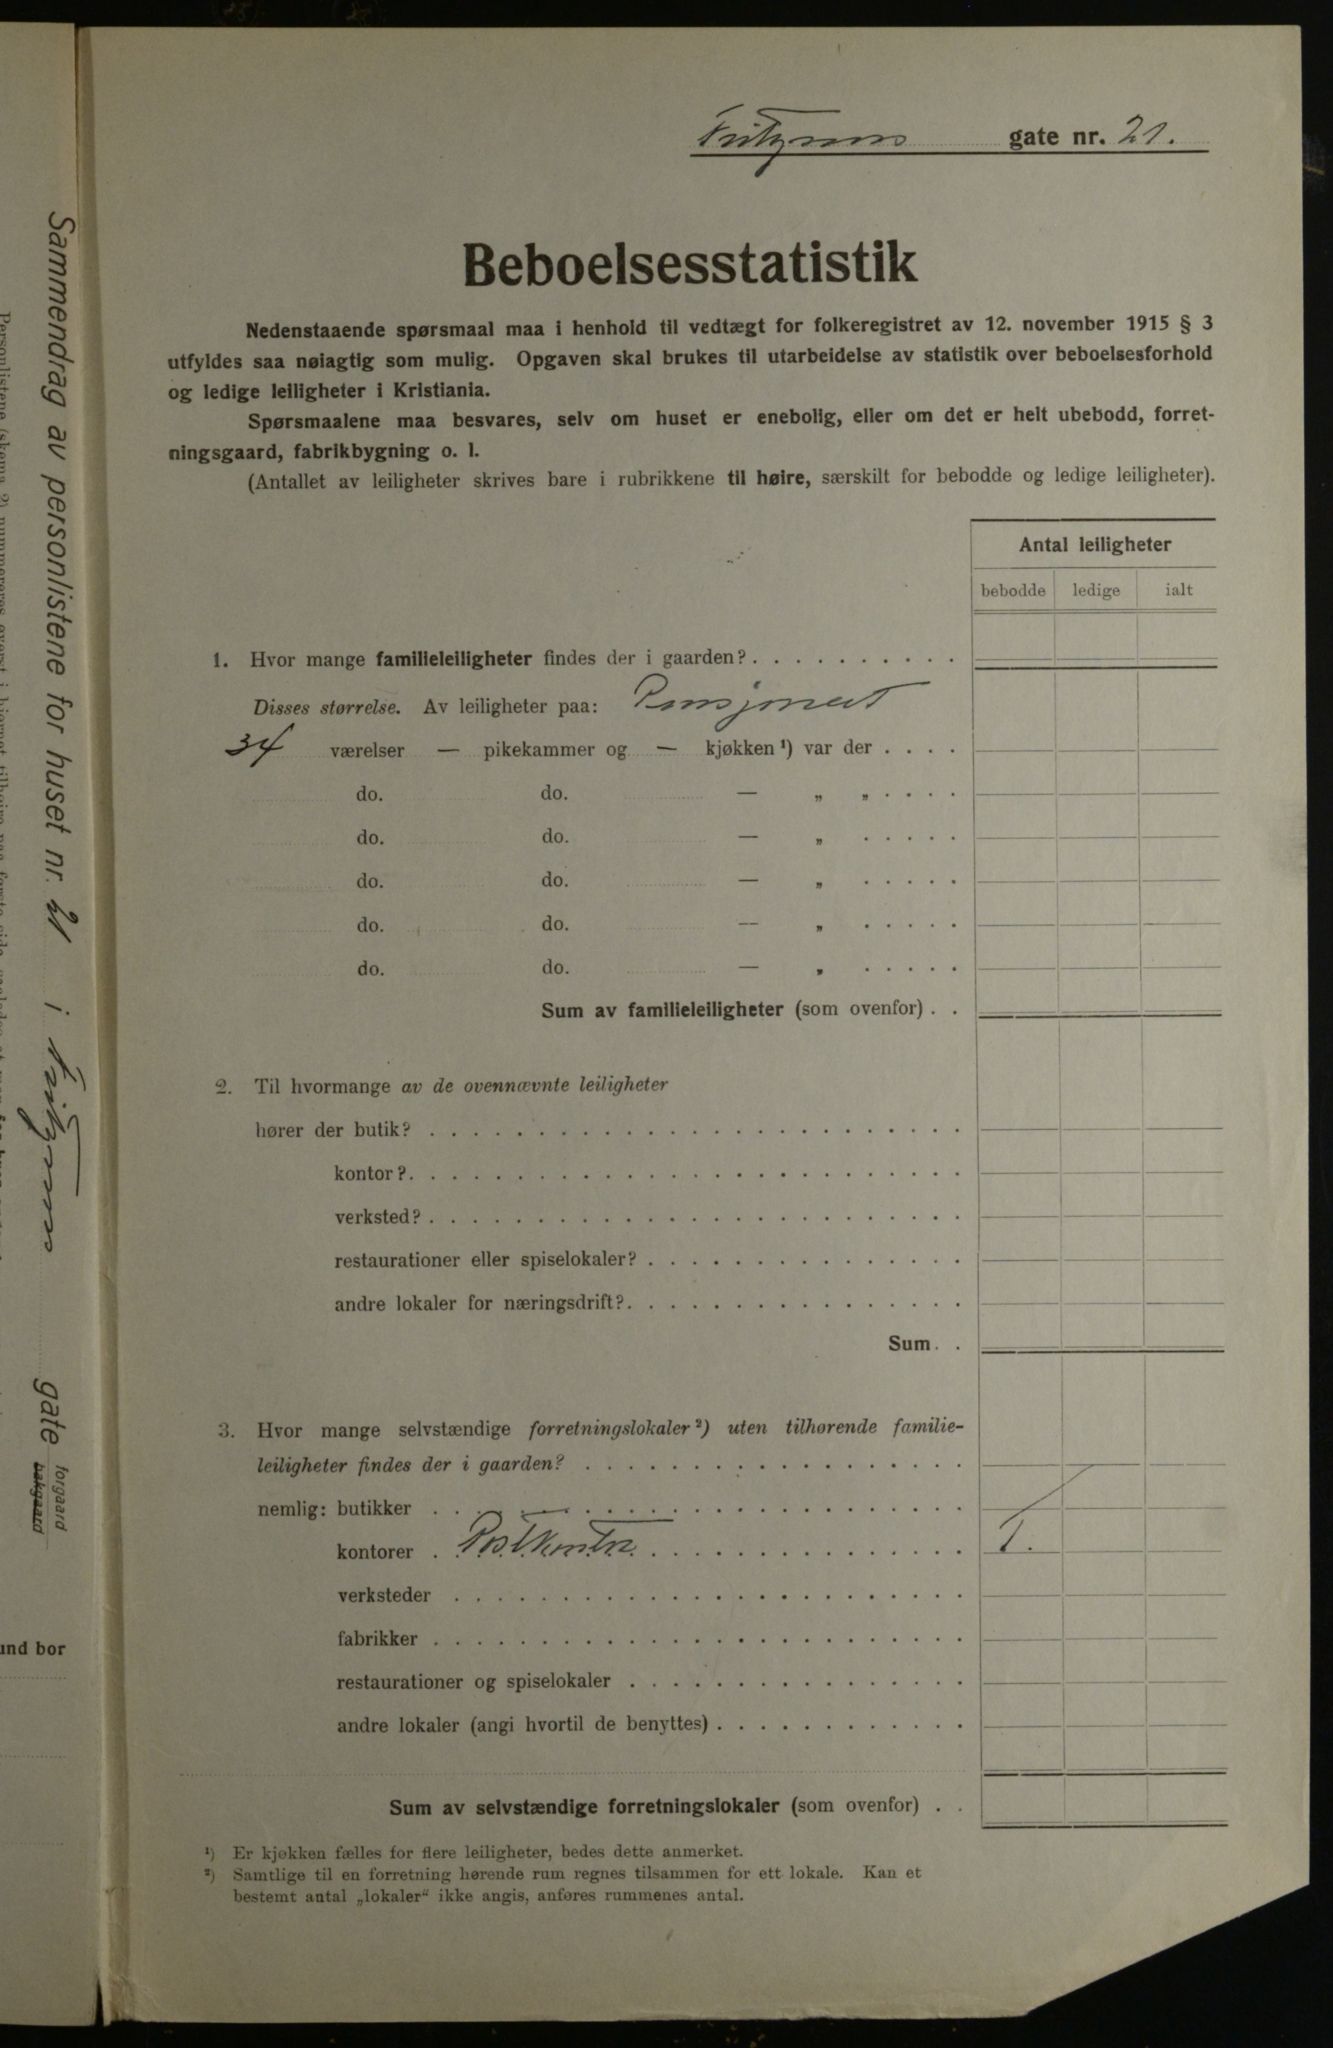 Fritzners gate nr. 21.
Beboelsesstatistik
Nedenstaaende spørsmaal maa i henhold til vedtægt for folkeregistret av 12. november 1915 § 3
utfyldes saa nøiagtig som mulig. Opgaven skal brukes til utarbeidelse av statistik over beboelsesforhold
og ledige leiligheter i Kristiania.
Spørsmaalene maa besvares, selv om huset er enebolig, eller om det er helt ubebodd, forret-
ningsgaard, fabrikbygning o. l.
(Antallet av leiligheter skrives bare i rubrikkene til høire, særskilt for bebodde og ledige leiligheter).
Antal leiligheter
bebodde ledige ialt
1. Hvor mange familieleiligheter findes der i gaarden? . . . . . . . . . .
Disses størrelse. Av leiligheter paa: Pensjonat
34 værelser — pikekammer og — kjøkken ¹) var der . . . .
do. do. — „ „ . . . .
do. do. — „ . . . . .
do. do. — „ . . . . .
do. do. — „ . . . . .
do. do. — „ . . . . .
Sum av familieleiligheter (som ovenfor) . .
2. Til hvormange av de ovennævnte leiligheter
hører der butik? . . . . . . . . . . . . . . . . . . . . . . . . .
kontor? . . . . . . . . . . . . . . . . . . . . . . . . . .
verksted? . . . . . . . . . . . . . . . . . . . . . . . . .
restaurationer eller spiselokaler? . . . . . . . . . . . . . . .
andre lokaler for næringsdrift? . . . . . . . . . . . . . . . .
Sum . .
3. Hvor mange selvstændige forretningslokaler ²) uten tilhørende familie-
leiligheter findes der i gaarden? . . . . . . . . . . . . . . . . . .
nemlig: butikker . . . . . . . . . . . . . . . . . . . . . . . . .
kontorer . Postkontor . . . . . . . . . . . . . . . 1.
verksteder . . . . . . . . . . . . . . . . . . . . . . . .
fabrikker . . . . . . . . . . . . . . . . . . . . . . . . .
restaurationer og spiselokaler . . . . . . . . . . . . . . . .
andre lokaler (angi hvortil de benyttes) . . . . . . . . . . . .
Sum av selvstændige forretningslokaler (som ovenfor) . .
¹) Er kjøkken fælles for flere leiligheter, bedes dette anmerket.
²) Samtlige til en forretning hørende rum regnes tilsammen for ett lokale. Kan et
bestemt antal „lokaler“ ikke angis, anføres rummenes antal.
Sammendrag av personlistene for huset nr. 21 i Fritzners gate forgaard
bakgaard
und bor